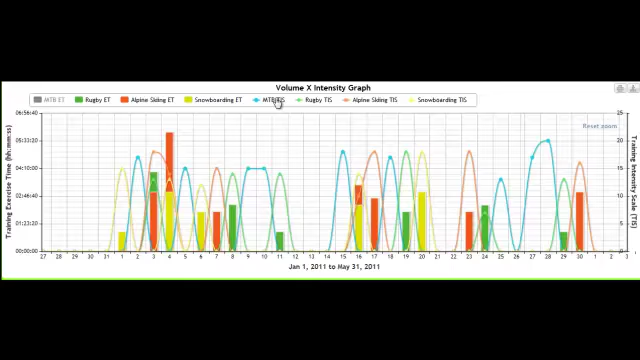 Volume X Intensity Graph
MTB ET Rugby ET Alpine Skiing ET Snowboarding ET MTB TIS Rugby TIS Alpine Skiing TIS Snowboarding TIS
Reset zoom
Training Exercise Time (hh:mm:ss)
06:56:40
05:33:20
04:10:00
02:46:40
01:23:20
00:00:00
25
20
15
10
5
0
Training Intensity Scale (TIS)
27 28 29 30 31 1 2 3 4 5 6 7 8 9 10 11 12 13 14 15 16 17 18 19 20 21 22 23 24 25 26 27 28 29 30 1 2 3
Jan 1, 2011 to May 31, 2011